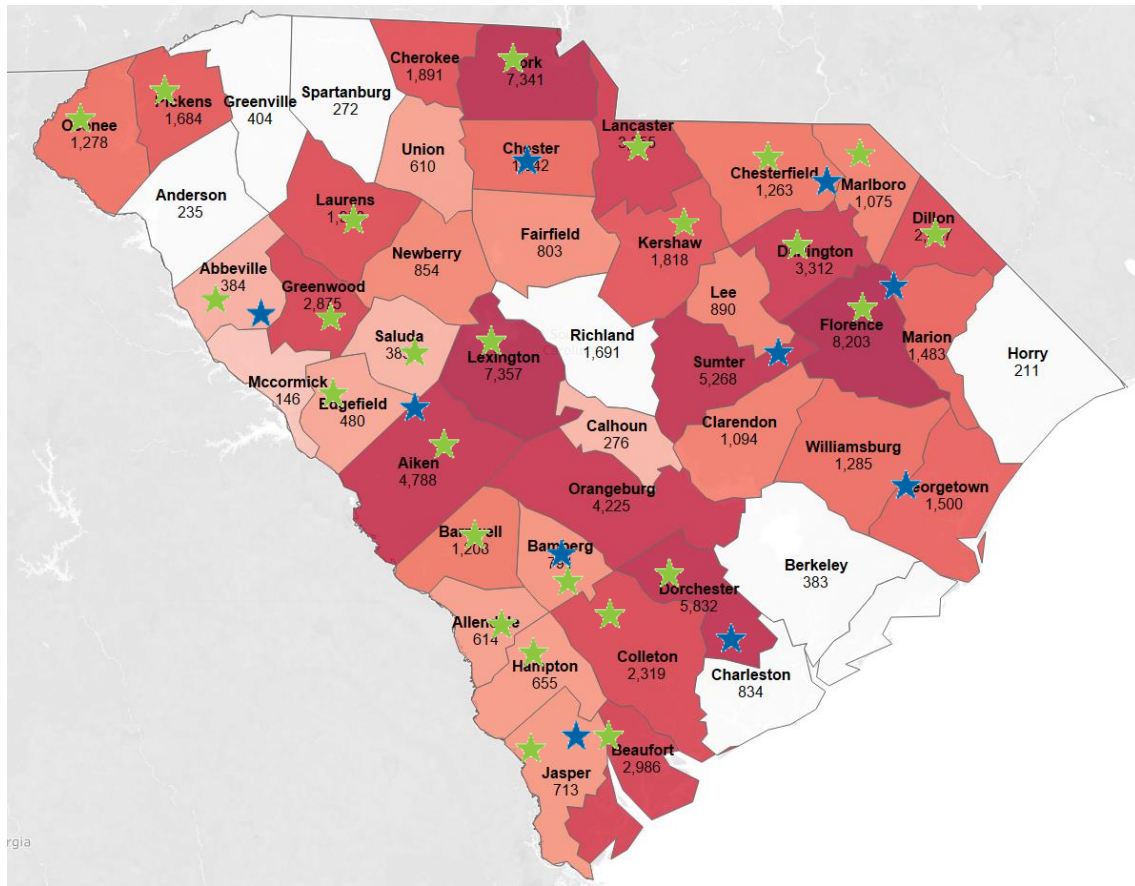 Cherokee
1,891
7,341
Spartanburg
272
Greenville
404
1,684
1,278
Lancaster
Union
610
Chester
Chesterfield
1,263
Marlboro
1,075
Anderson
235
Laurens
Dillon
Fairfield
803
Kershaw
1,818
Newberry
854
3,312
Abbeville
384
Greenwood
2,875
Lee
890
Florence
8,203
Richland
1,691
Saluda
Lexington
7,357
Sumter
5,268
Marion
1,483
Horry
211
Mccormick
146
Edgefield
480
Calhoun
276
Clarendon
1,094
Williamsburg
1,285
Aiken
4,788
Orangeburg
4,225
Georgetown
1,500
Bamberg
Berkeley
383
Dorchester
5,832
Allendale
614
Hampton
655
Colleton
2,319
Charleston
834
Beaufort
2,986
Jasper
713
rgia